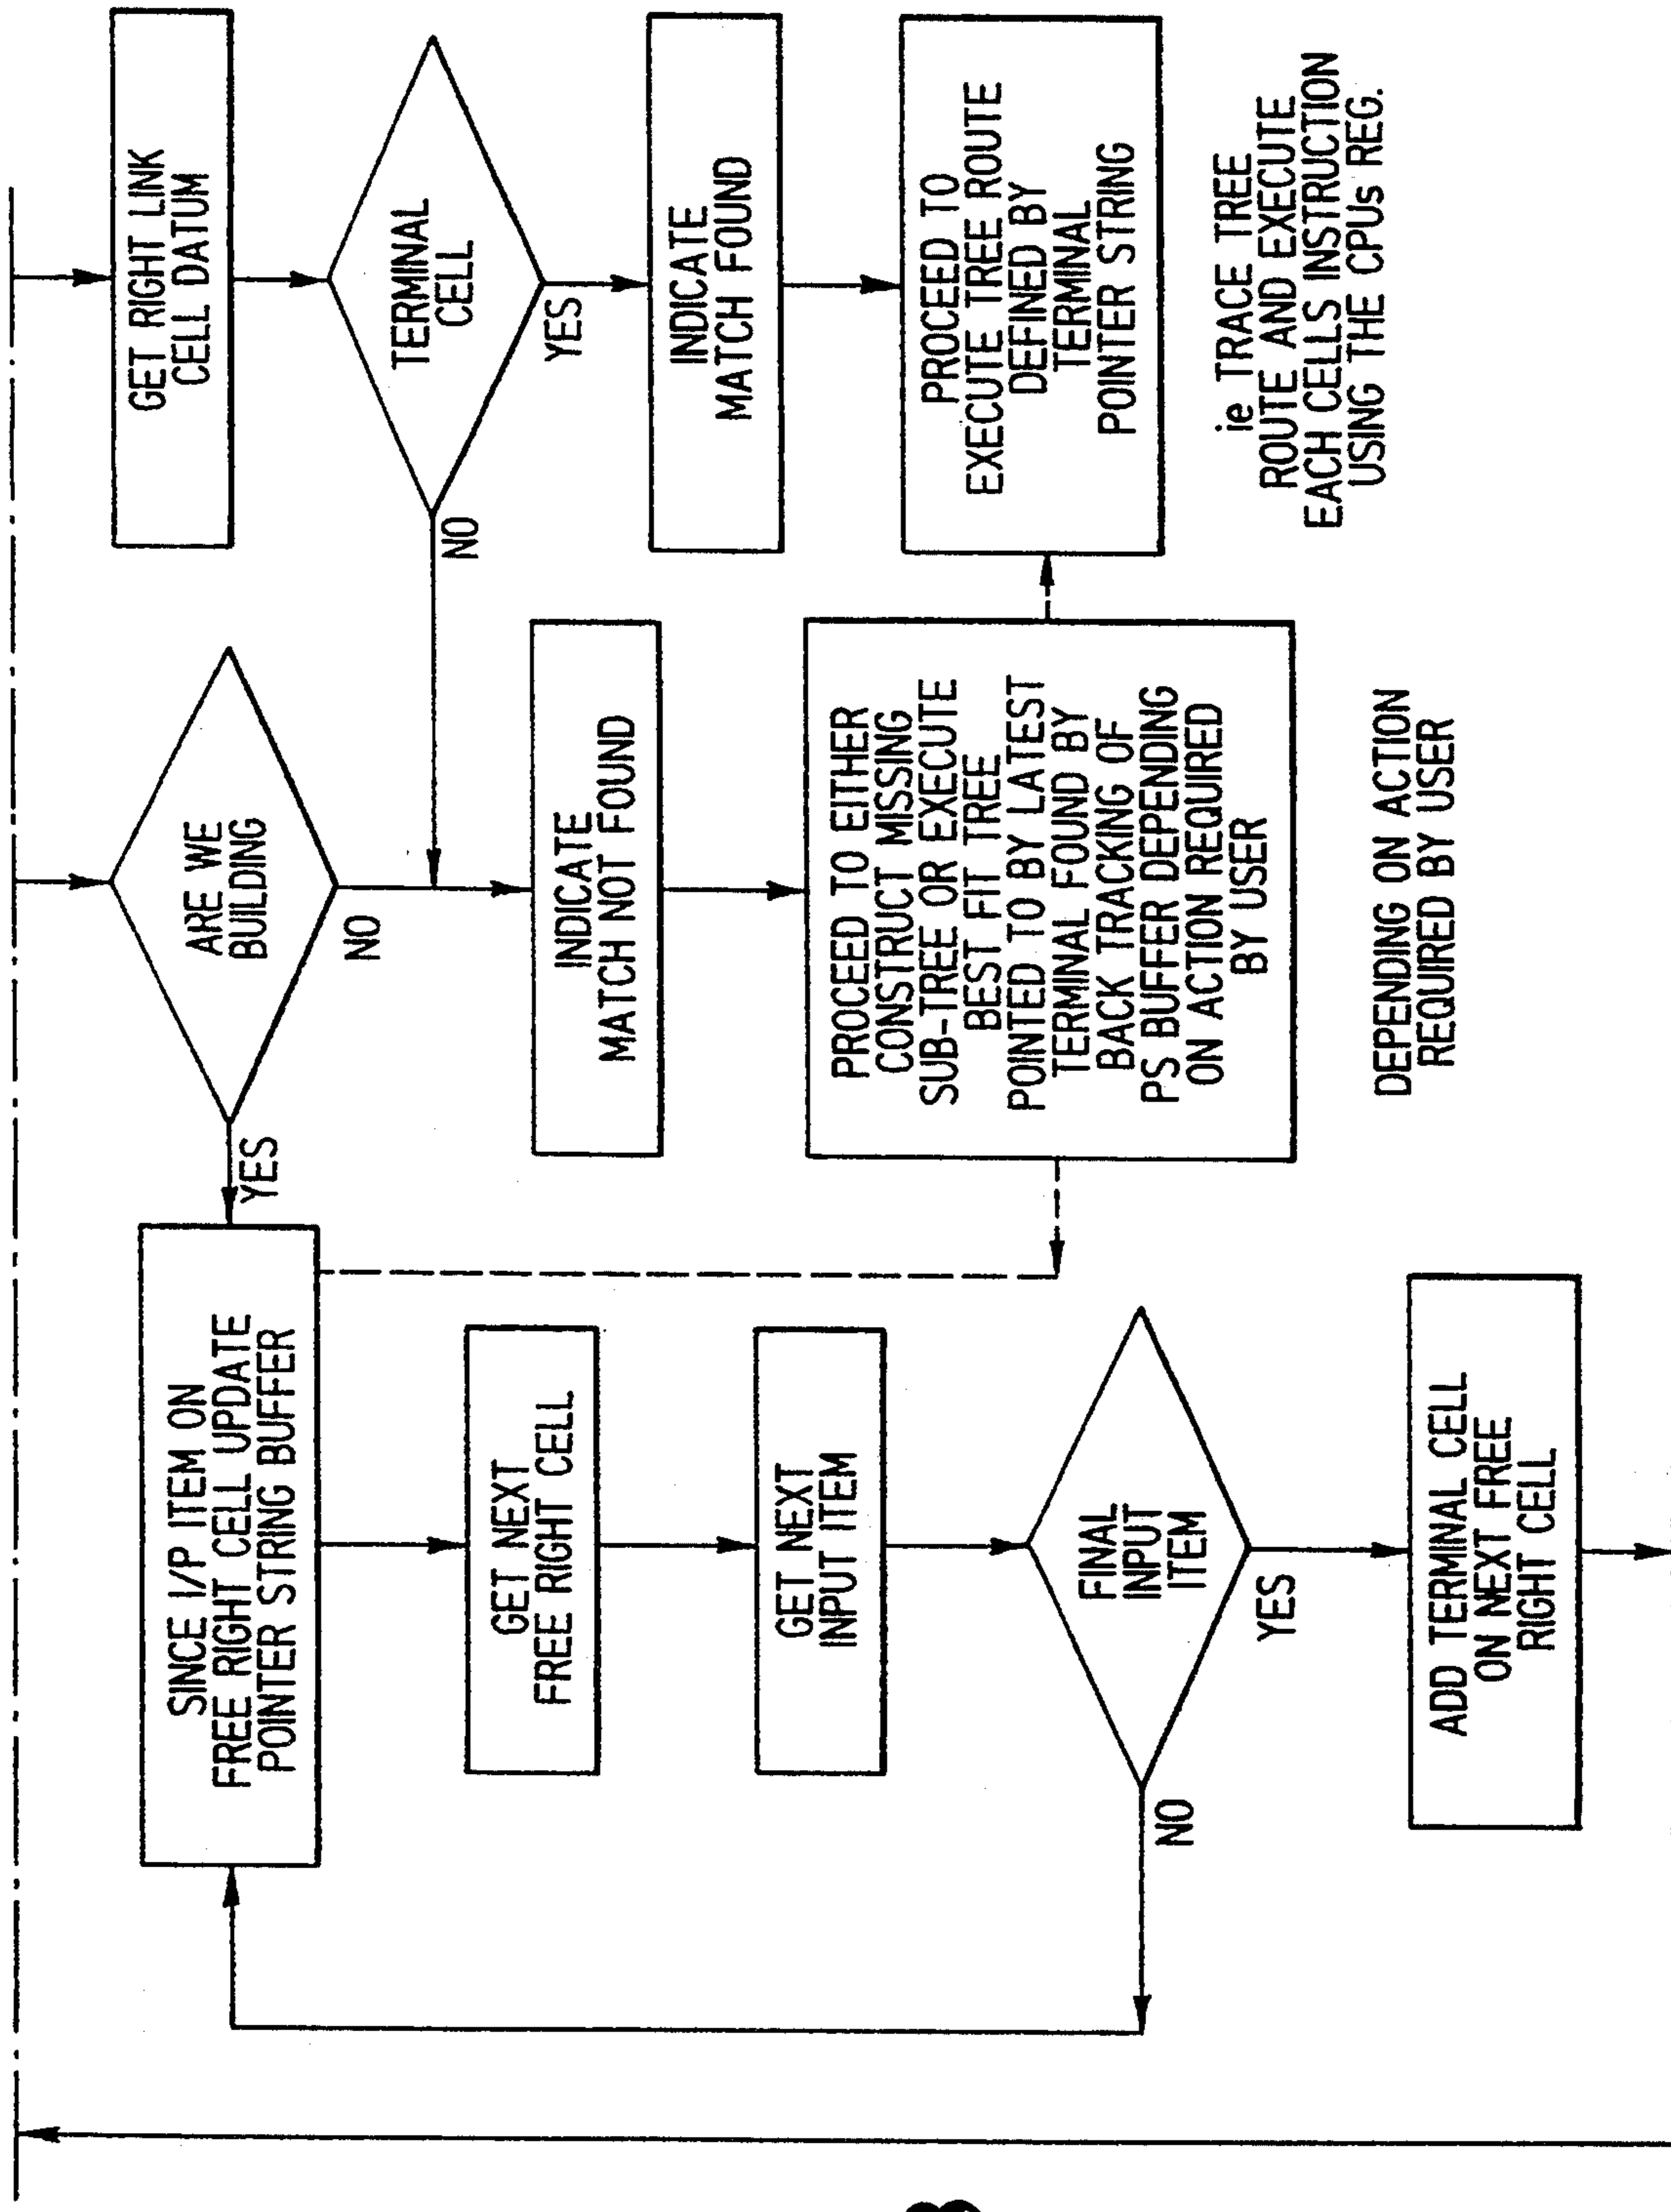 SINCE I/P ITEM ON
FREE RIGHT CELL UPDATE
POINTER STRING BUFFER
GET NEXT
FREE RIGHT CELL
GET NEXT
INPUT ITEM
FINAL
INPUT
ITEM
NO
YES
ADD TERMINAL CELL
ON NEXT FREE
RIGHT CELL
ARE WE
BUILDING
YES
NO
INDICATE
MATCH NOT FOUND
PROCEED TO EITHER
CONSTRUCT MISSING
SUB-TREE OR EXECUTE
BEST FIT TREE
POINTED TO BY LATEST
TERMINAL FOUND BY
BACK TRACKING OF
PS BUFFER DEPENDING
ON ACTION REQUIRED
BY USER
DEPENDING ON ACTION
REQUIRED BY USER
GET RIGHT LINK
CELL DATUM
TERMINAL
CELL
NO
YES
INDICATE
MATCH FOUND
PROCEED TO
EXECUTE TREE ROUTE
DEFINED BY
TERMINAL
POINTER STRING
ie TRACE TREE
ROUTE AND EXECUTE
EACH CELLS INSTRUCTION
USING THE CPUs REG.